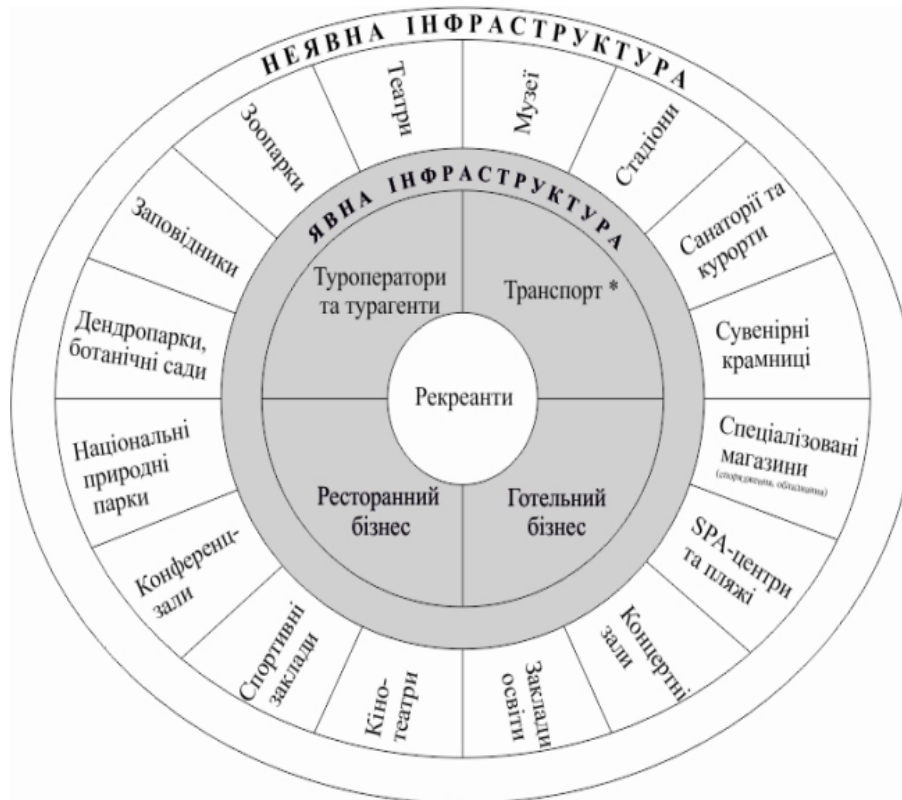 НЕЯВНА ІНФРАСТРУКТУРА
Театри
Музеї
Стадіони
Санаторії та
курорти
Сувенірні
крамниці
Спеціалізовані
магазини
(спорядження, обладнання)
SPA-центри
та пляжі
Концертні
зали
Заклади
освіти
Кіно-
театри
Спортивні
заклади
Конференц-
зали
Національні
природні
парки
Дендропарки,
ботанічні сади
Заповідники
Зоопарки
ЯВНА ІНФРАСТРУКТУРА
Туроператори
та турагенти
Транспорт *
Рекреанти
Ресторанний
бізнес
Готельний
бізнес